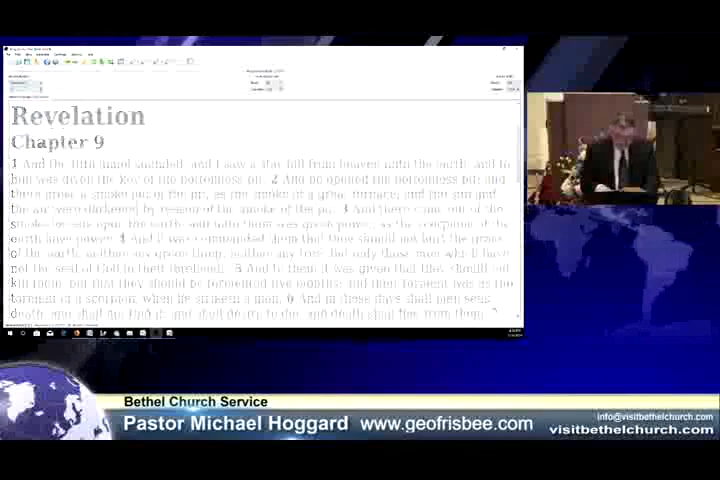 Revelation
Chapter 9
1 And the fifth angel sounded, and I saw a star fall from heaven unto the earth: and to
him was given the key of the bottomless pit. 2 And he opened the bottomless pit; and
there arose a smoke out of the pit, as the smoke of a great furnace; and the sun and
the air were darkened by reason of the smoke of the pit. 3 And there came out of the
smoke locusts upon the earth: and unto them was given power, as the scorpions of the
earth have power. 4 And it was commanded them that they should not hurt the grass
of the earth, neither any green thing, neither any tree; but only those men which have
not the seal of God in their foreheads. 5 And to them it was given that they should not
kill them, but that they should be tormented five months: and their torment was as the
torment of a scorpion, when he striketh a man. 6 And in those days shall men seek
death, and shall not find it; and shall desire to die, and death shall flee from them. 7
Bethel Church Service
Pastor Michael Hoggard www.geofrisbee.com
info@visitbethelchurch.com
visitbethelchurch.com